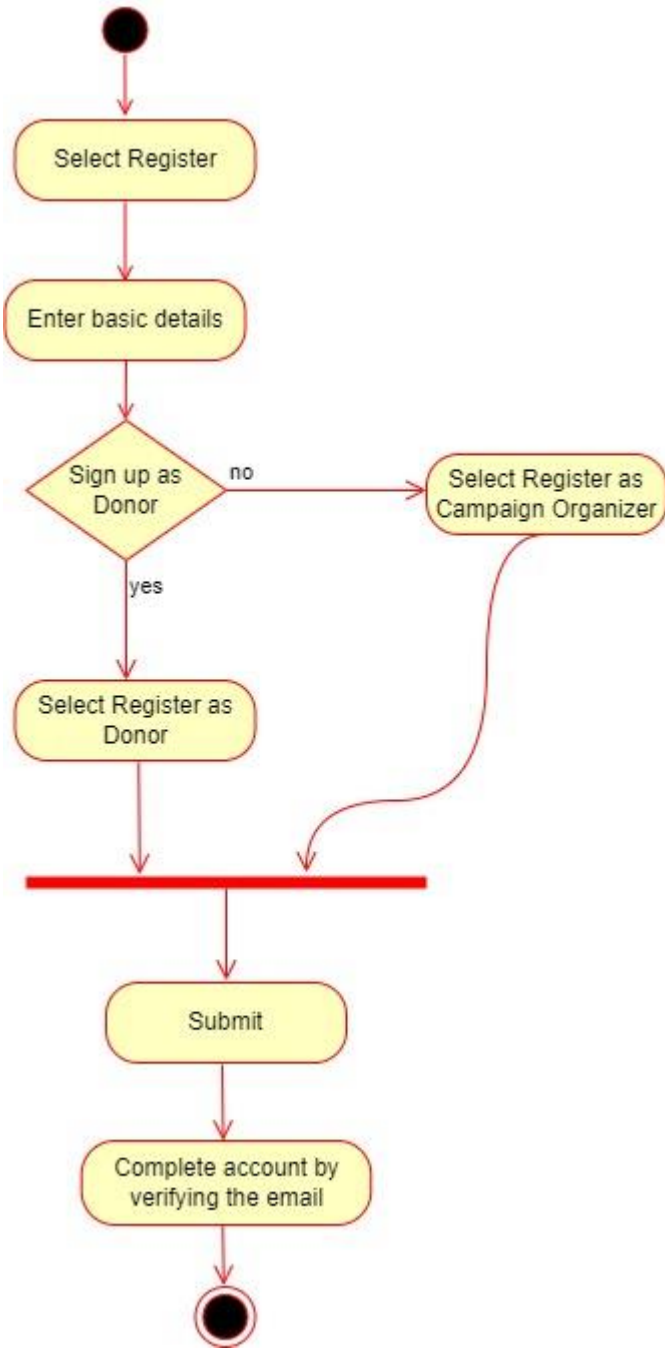 Select Register
Enter basic details
Sign up as
Donor
no
Select Register as
Campaign Organizer
yes
Select Register as
Donor
Submit
Complete account by
verifying the email